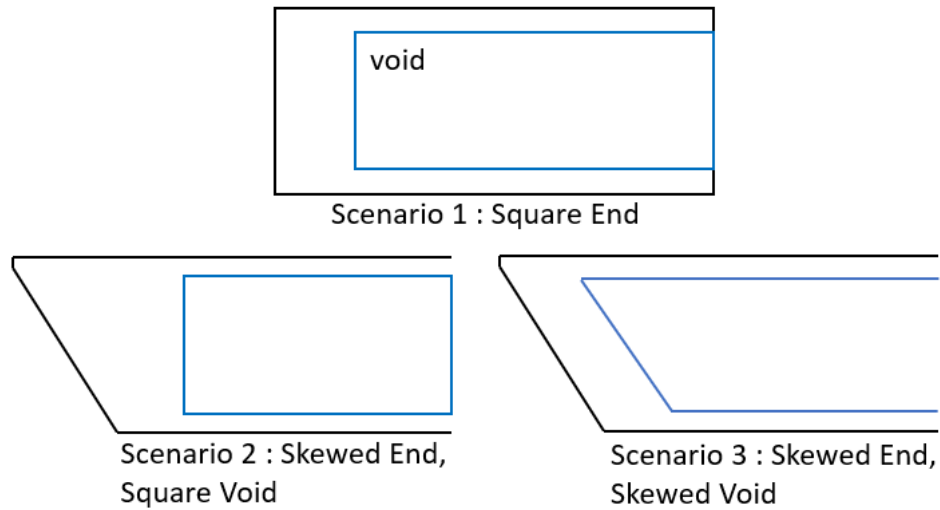 void
Scenario 1 : Square End
Scenario 2 : Skewed End,
Square Void
Scenario 3 : Skewed End,
Skewed Void